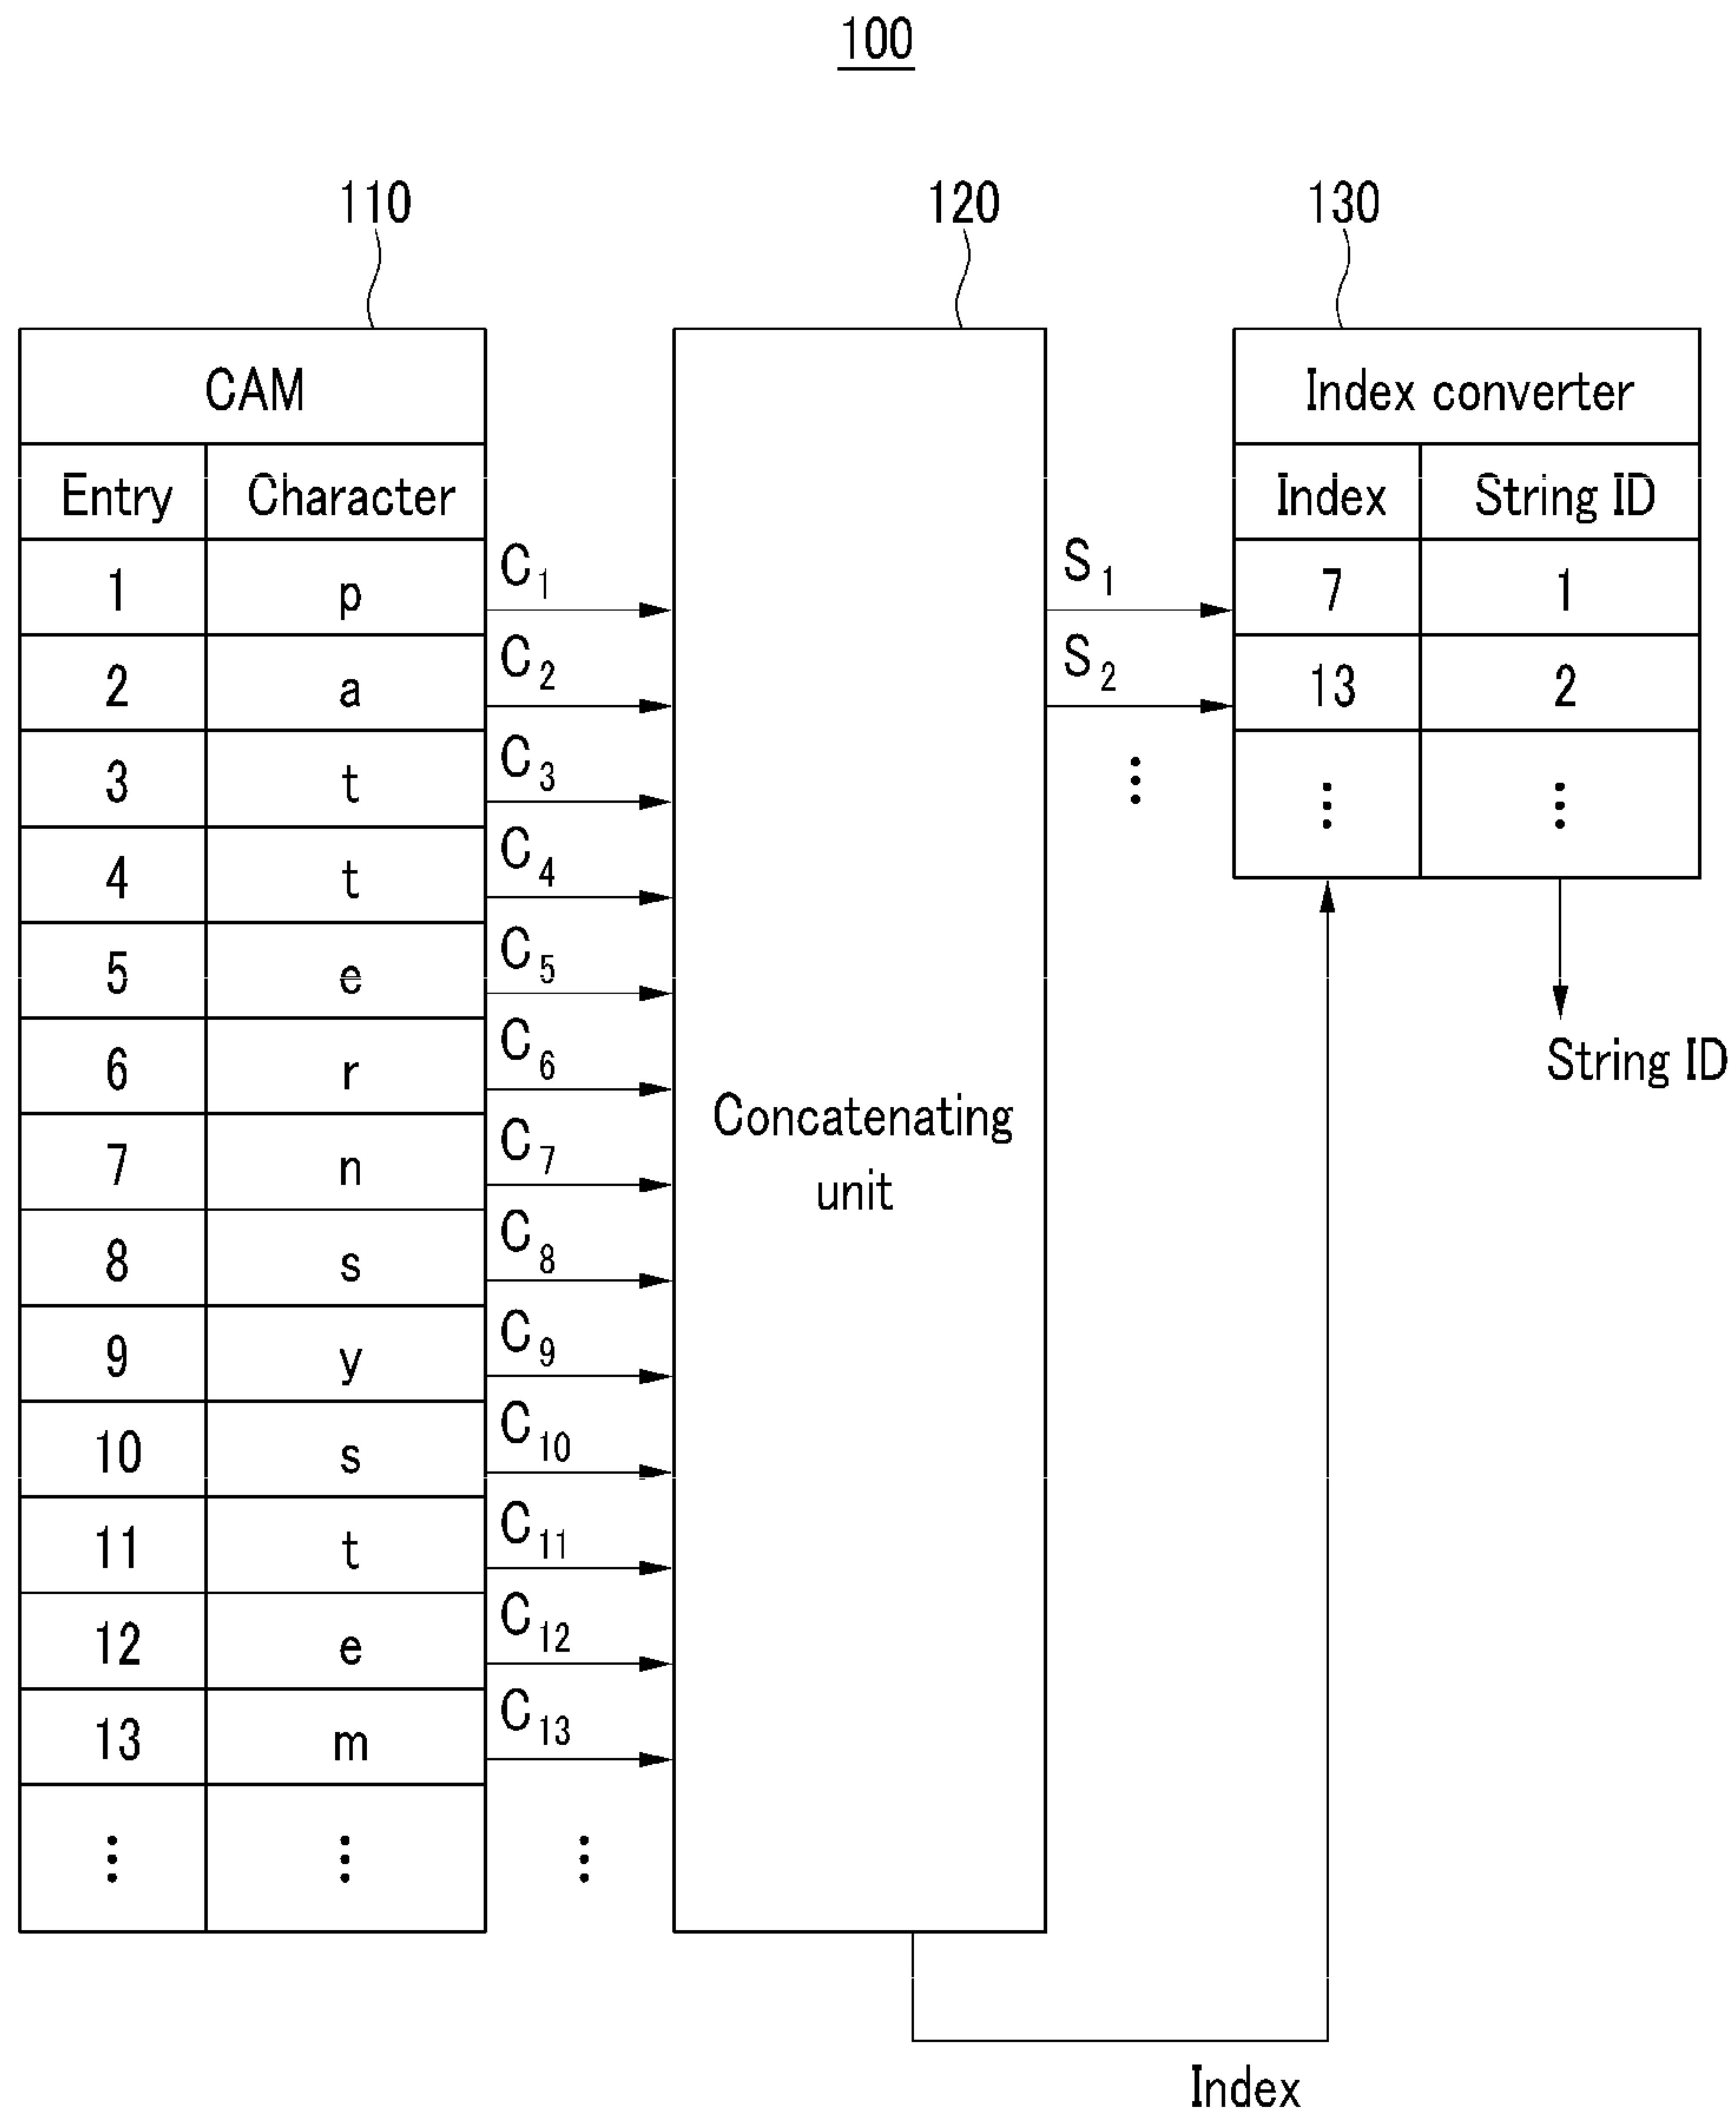 100
110 120 130
CAM
Index converter
Entry Character
Index String ID
1 p C1 S1 7 1
2 a C2 S2 13 2
3 t C3
4 t C4
5 e C5
6 r C6
7 n C7
8 s C8
9 y C9
10 s C10
11 t C11
12 e C12
13 m C13
Concatenating
unit
String ID
Index